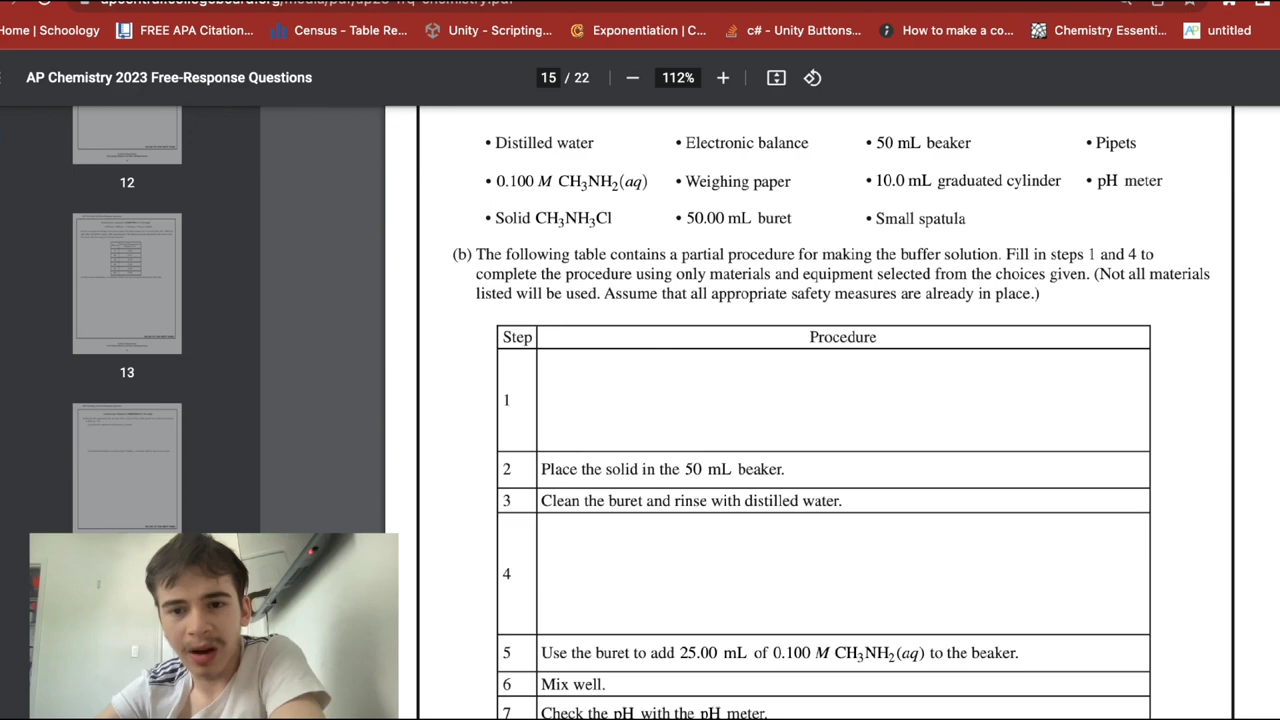 Home | Schoology FREE APA Citation... Census - Table Re... Unity - Scripting... Exponentiation | C... c# - Unity Buttons... How to make a co... Chemistry Essenti... untitled
AP Chemistry 2023 Free-Response Questions 15 / 22 112%
• Distilled water • Electronic balance • 50 mL beaker • Pipets
• 0.100 M CH₃NH₂(aq) • Weighing paper • 10.0 mL graduated cylinder • pH meter
• Solid CH₃NH₃Cl • 50.00 mL buret • Small spatula
(b) The following table contains a partial procedure for making the buffer solution. Fill in steps 1 and 4 to
complete the procedure using only materials and equipment selected from the choices given. (Not all materials
listed will be used. Assume that all appropriate safety measures are already in place.)
Step Procedure
1
2 Place the solid in the 50 mL beaker.
3 Clean the buret and rinse with distilled water.
4
5 Use the buret to add 25.00 mL of 0.100 M CH₃NH₂(aq) to the beaker.
6 Mix well.
7 Check the pH with the pH meter.
12
13